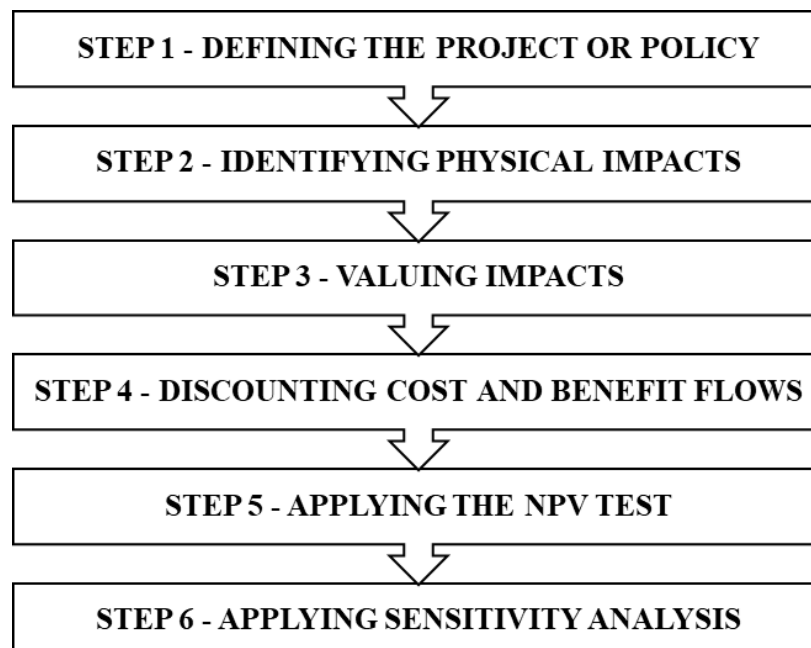 STEP 1 - DEFINING THE PROJECT OR POLICY
STEP 2 - IDENTIFYING PHYSICAL IMPACTS
STEP 3 - VALUING IMPACTS
STEP 4 - DISCOUNTING COST AND BENEFIT FLOWS
STEP 5 - APPLYING THE NPV TEST
STEP 6 - APPLYING SENSITIVITY ANALYSIS